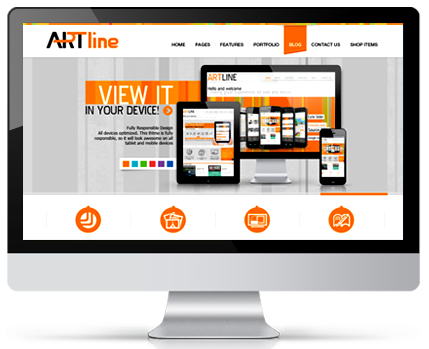 ARTline
HOME PAGES FEATURES PORTFOLIO BLOG CONTACT US SHOP ITEMS
VIEW IT
IN YOUR DEVICE!
Fully Responsive Design
All devices optimized. This theme is fully
responsive, so it will look awesome on all
tablet and mobile devices
ARTLINE
Hello and welcome